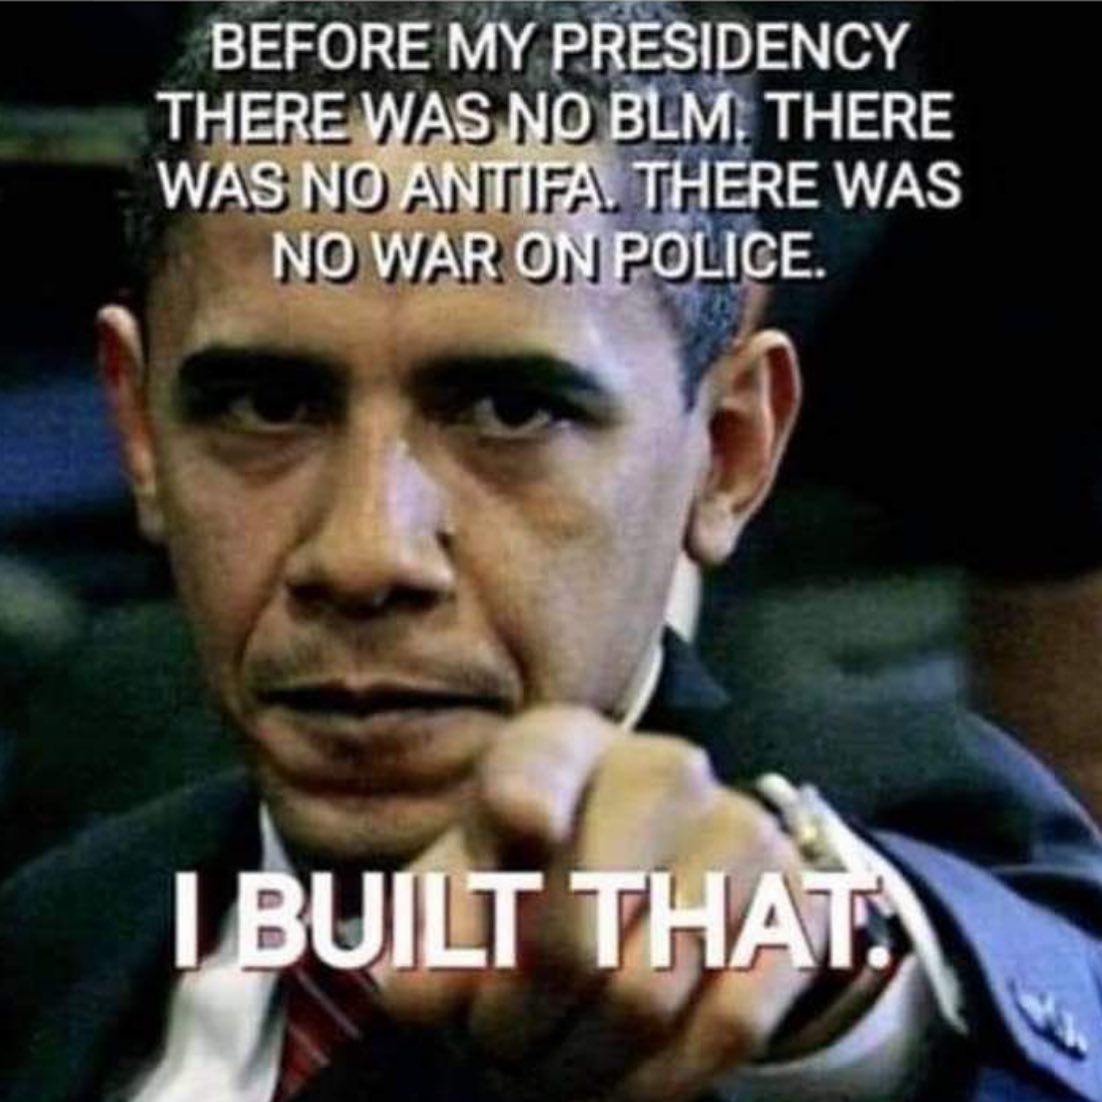 BEFORE MY PRESIDENCY
THERE WAS NO BLM. THERE
WAS NO ANTIFA. THERE WAS
NO WAR ON POLICE.
I BUILT THAT.